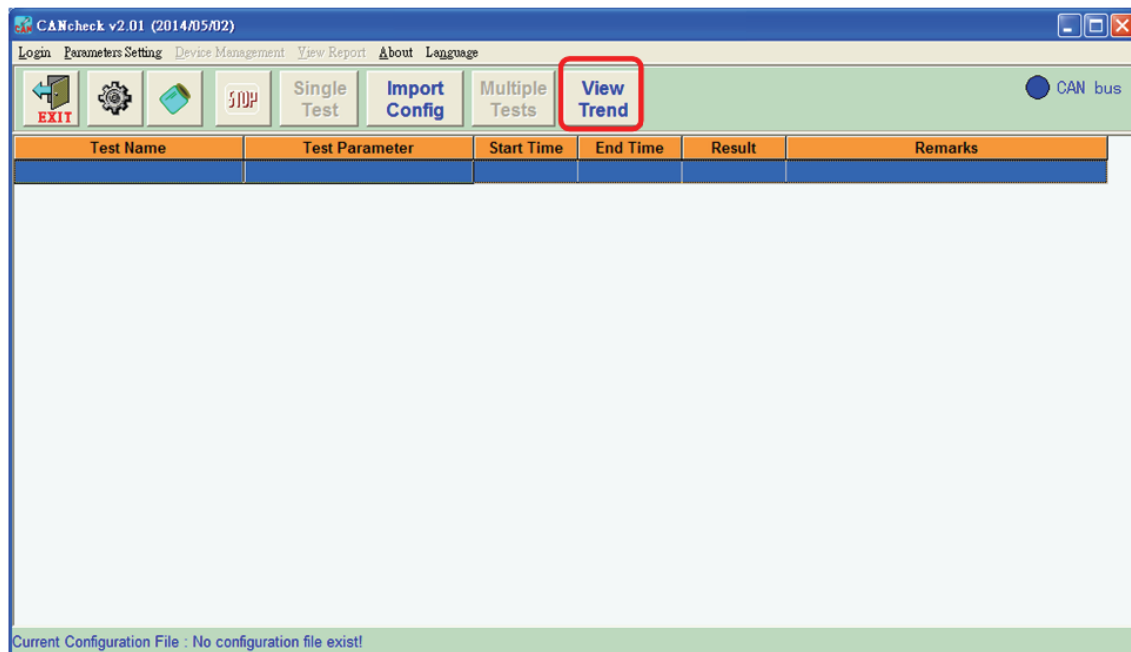 CANcheck v2.01 (2014/05/02)
Login Parameters Setting Device Management View Report About Language
EXIT STOP Single Test Import Config Multiple Tests View Trend CAN bus
Test Name Test Parameter Start Time End Time Result Remarks
Current Configuration File : No configuration file exist!